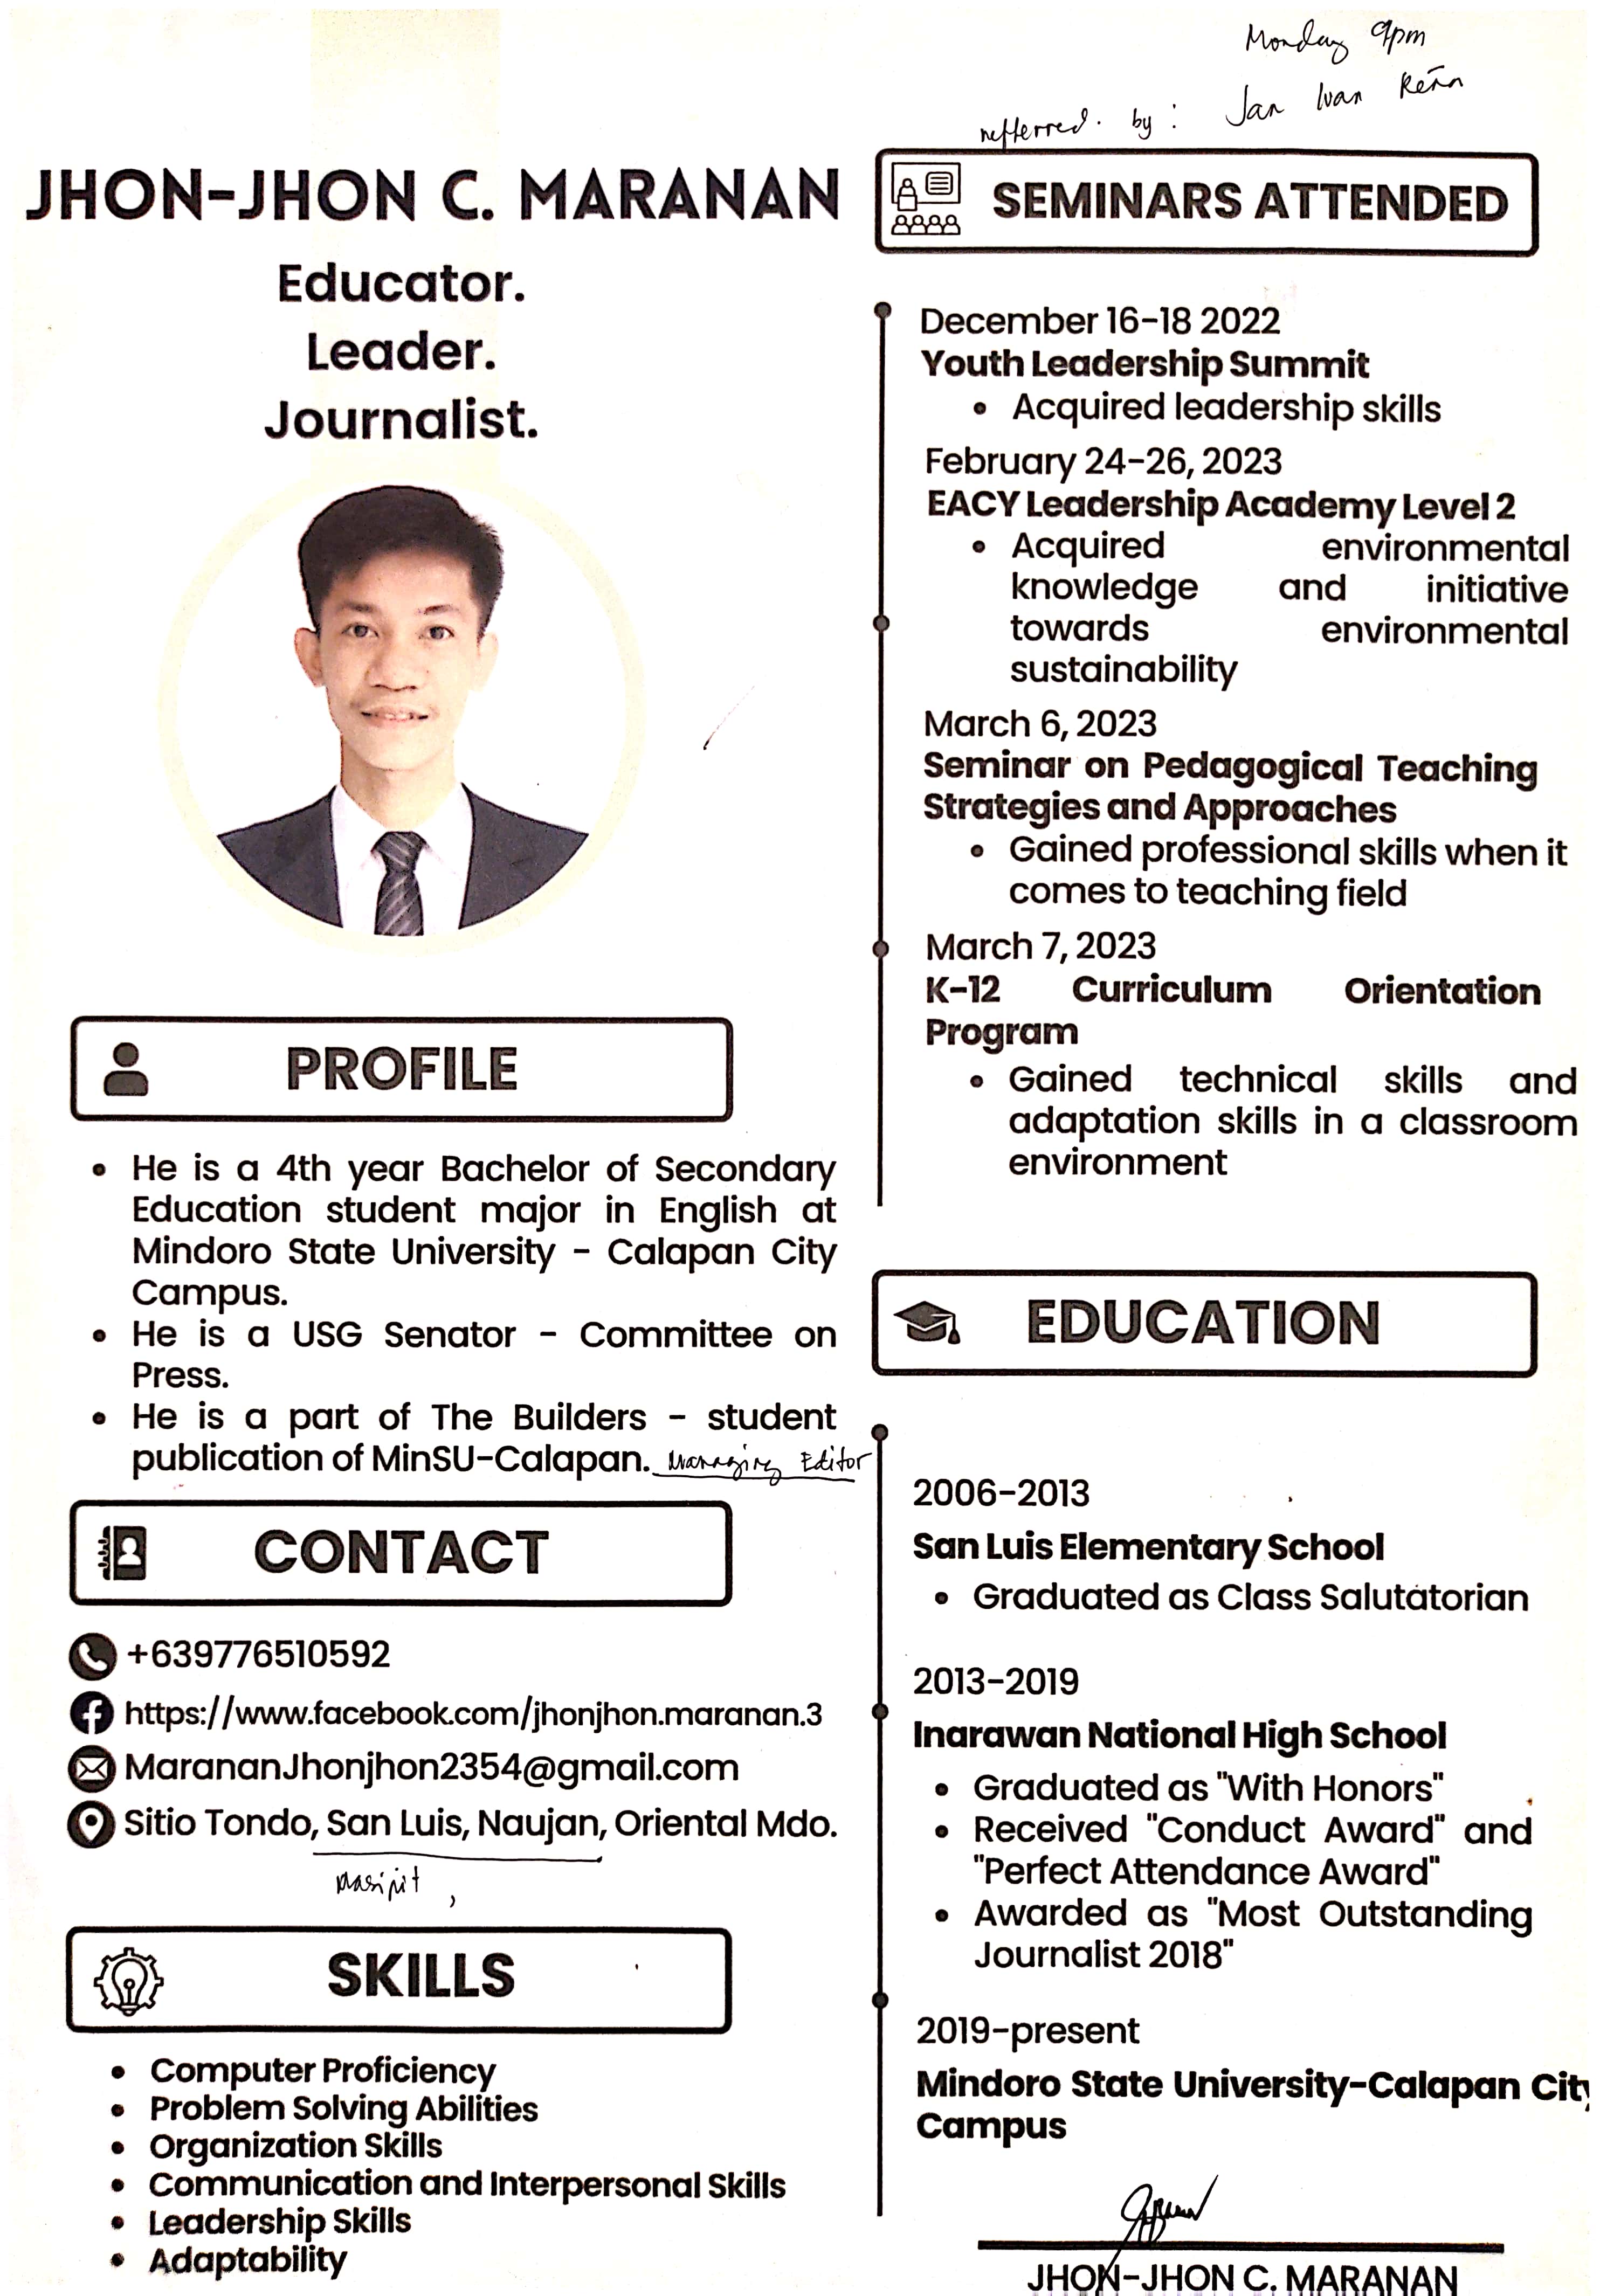 Monday 9pm
refferred. by: Jan Ivan
JHON-JHON C. MARANAN
Educator.
Leader.
Journalist.
PROFILE
• He is a 4th year Bachelor of Secondary
Education student major in English at
Mindoro State University - Calapan City
Campus.
• He is a USG Senator - Committee on
Press.
• He is a part of The Builders - student
publication of MinSU-Calapan. Managing Editor
CONTACT
+639776510592
https://www.facebook.com/jhonjhon.maranan.3
MarananJhonjhon2354@gmail.com
Sitio Tondo, San Luis, Naujan, Oriental Mdo.
Masipit,
SKILLS
• Computer Proficiency
• Problem Solving Abilities
• Organization Skills
• Communication and Interpersonal Skills
• Leadership Skills
• Adaptability
SEMINARS ATTENDED
December 16-18 2022
Youth Leadership Summit
• Acquired leadership skills
February 24-26, 2023
EACY Leadership Academy Level 2
• Acquired environmental
knowledge and initiative
towards environmental
sustainability
March 6, 2023
Seminar on Pedagogical Teaching
Strategies and Approaches
• Gained professional skills when it
comes to teaching field
March 7, 2023
K-12 Curriculum Orientation
Program
• Gained technical skills and
adaptation skills in a classroom
environment
EDUCATION
2006-2013
San Luis Elementary School
• Graduated as Class Salutatorian
2013-2019
Inarawan National High School
• Graduated as "With Honors"
• Received "Conduct Award" and
"Perfect Attendance Award"
• Awarded as "Most Outstanding
Journalist 2018"
2019-present
Mindoro State University-Calapan City
Campus
JHON-JHON C. MARANAN